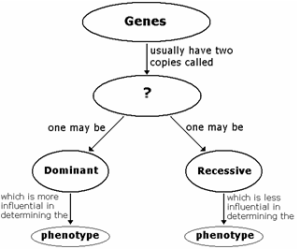 Genes
usually have two
copies called
?
one may be
one may be
Dominant
Recessive
which is more
influential in
determining the
which is less
influential in
determining the
phenotype
phenotype